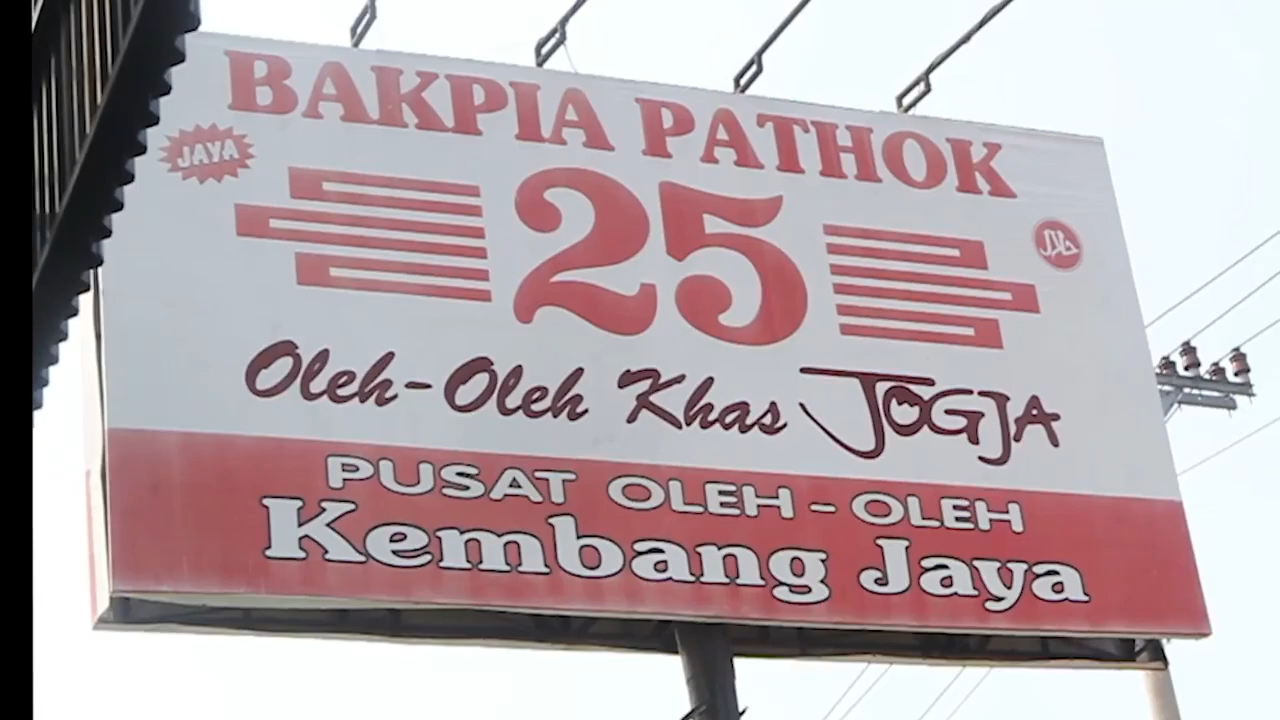 BAKPIA PATHOK
JAYA
25
Oleh-Oleh Khas JOGJA
PUSAT OLEH-OLEH
Kembang Jaya